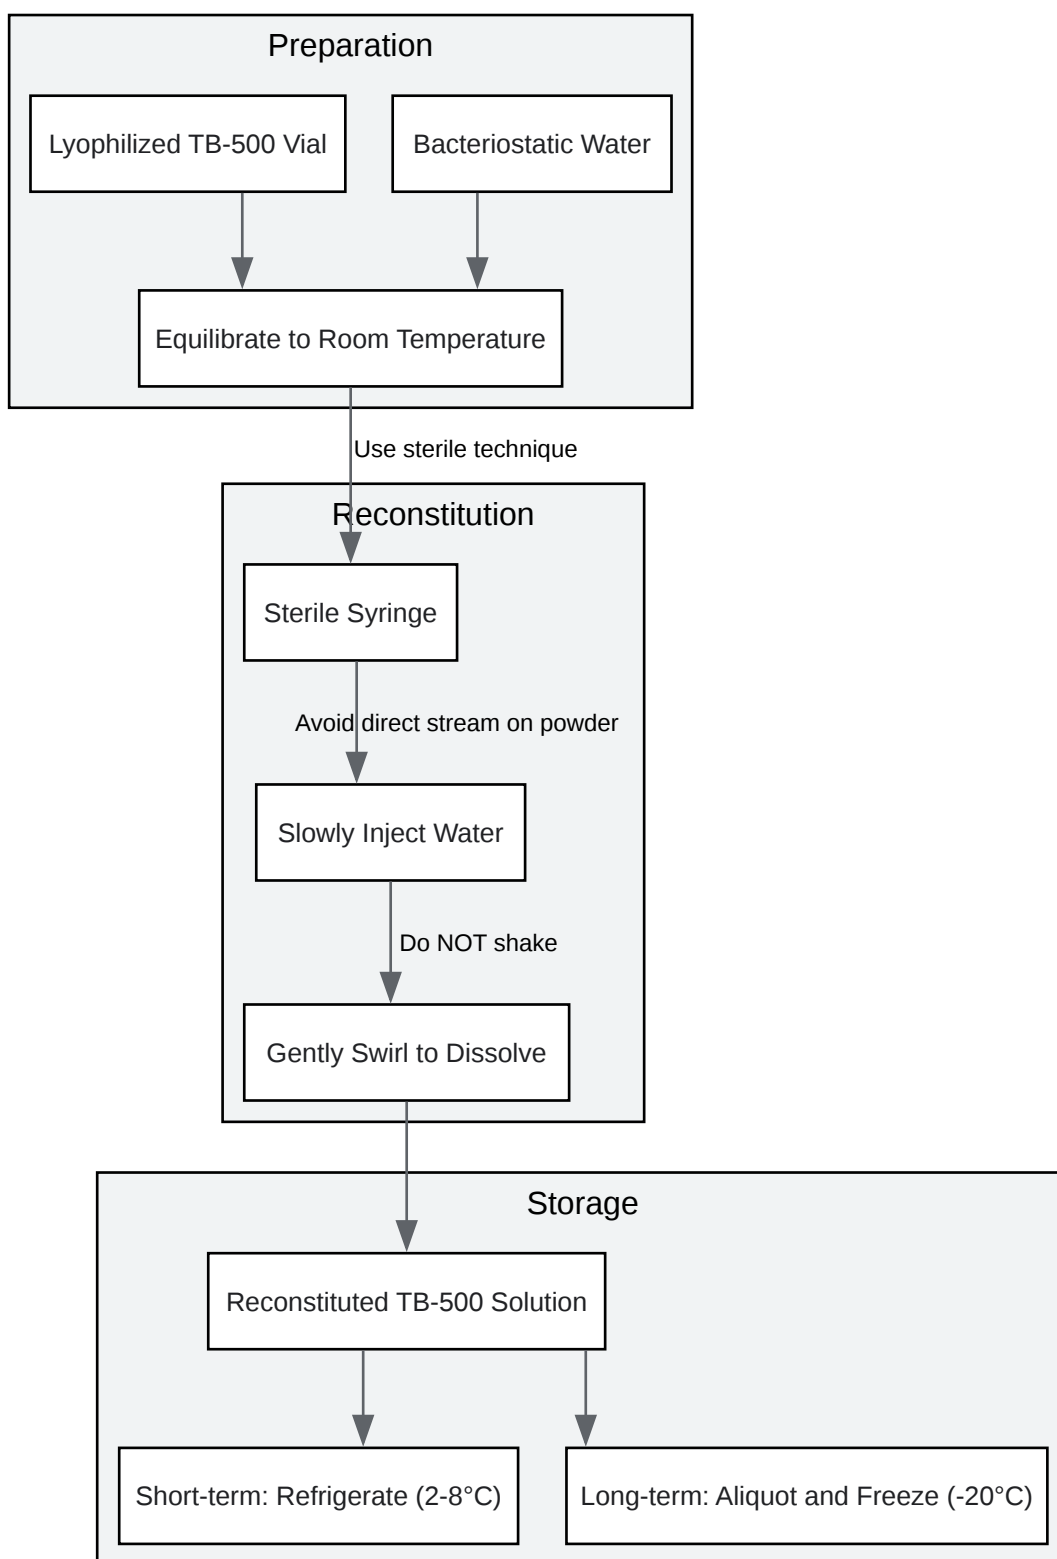 Preparation
Lyophilized TB-500 Vial
Bacteriostatic Water
Equilibrate to Room Temperature
Use sterile technique
Reconstitution
Sterile Syringe
Avoid direct stream on powder
Slowly Inject Water
Do NOT shake
Gently Swirl to Dissolve
Storage
Reconstituted TB-500 Solution
Short-term: Refrigerate (2-8°C)
Long-term: Aliquot and Freeze (-20°C)